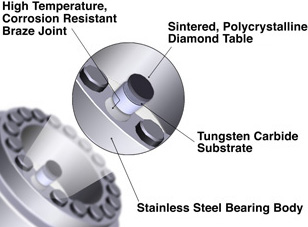 High Temperature,
Corrosion Resistant
Braze Joint
Sintered, Polycrystalline
Diamond Table
Tungsten Carbide
Substrate
Stainless Steel Bearing Body